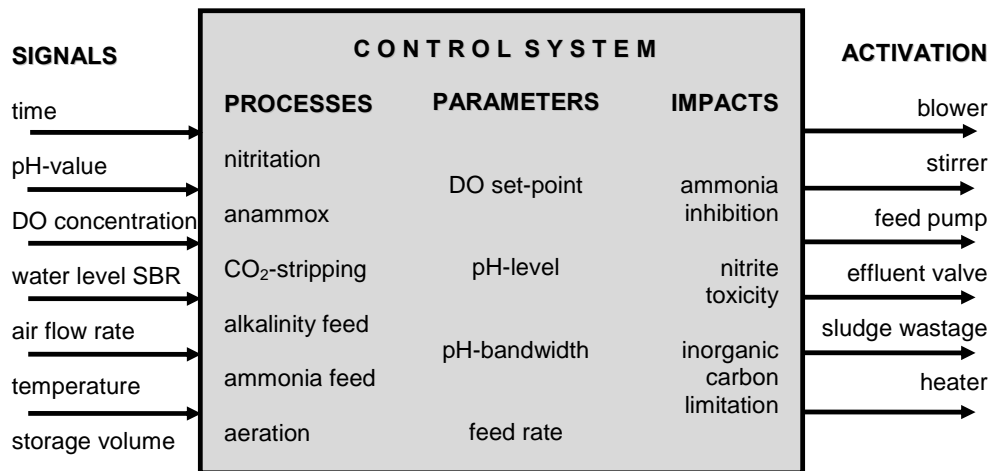 SIGNALS
time
pH-value
DO concentration
water level SBR
air flow rate
temperature
storage volume
C O N T R O L S Y S T E M
PROCESSES
nitritation
anammox
CO₂-stripping
alkalinity feed
ammonia feed
aeration
PARAMETERS
DO set-point
pH-level
pH-bandwidth
feed rate
IMPACTS
ammonia
inhibition
nitrite
toxicity
inorganic
carbon
limitation
ACTIVATION
blower
stirrer
feed pump
effluent valve
sludge wastage
heater